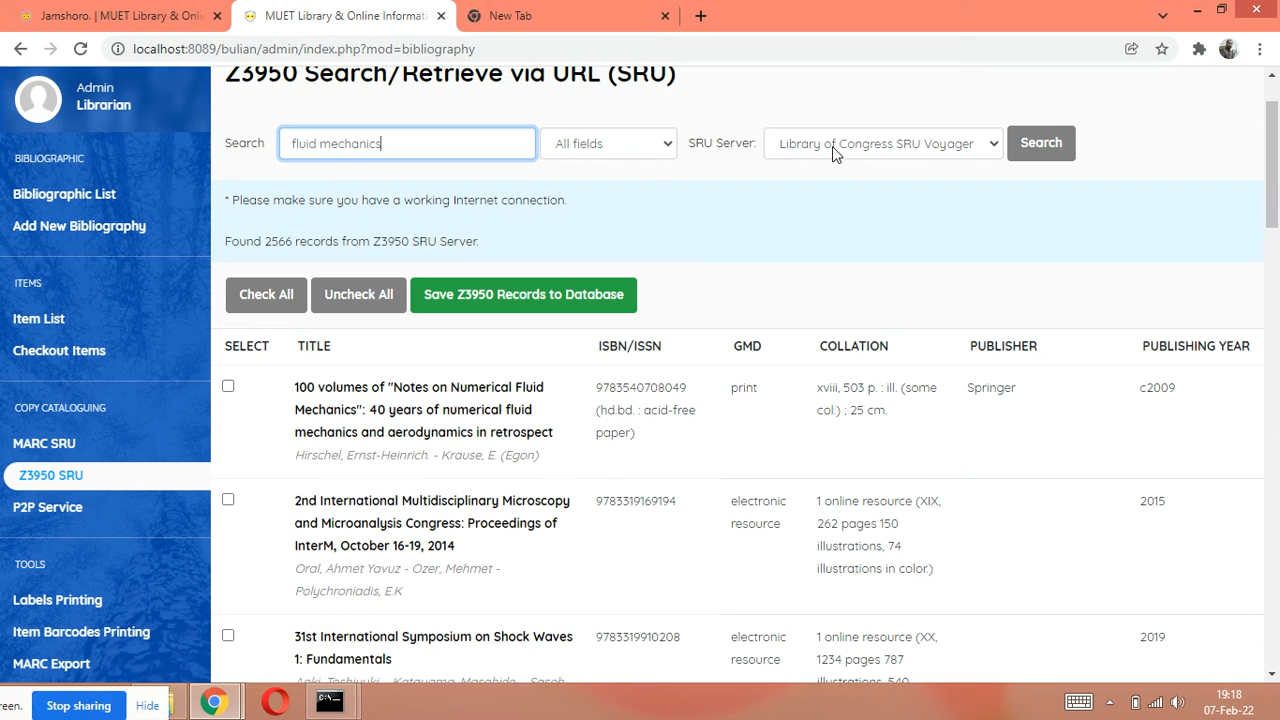 Jamshoro. | MUET Library & Onlin
MUET Library & Online Informati
New Tab
localhost:8089/bulian/admin/index.php?mod=bibliography
Admin
Librarian
BIBLIOGRAPHIC
Bibliographic List
Add New Bibliography
ITEMS
Item List
Checkout Items
COPY CATALOGUING
MARC SRU
Z3950 SRU
P2P Service
TOOLS
Labels Printing
Item Barcodes Printing
MARC Export
Z3950 Search/Retrieve via URL (SRU)
Search fluid mechanics All fields SRU Server: Library of Congress SRU Voyager Search
* Please make sure you have a working Internet connection.
Found 2566 records from Z3950 SRU Server.
Check All Uncheck All Save Z3950 Records to Database
SELECT TITLE ISBN/ISSN GMD COLLATION PUBLISHER PUBLISHING YEAR
100 volumes of "Notes on Numerical Fluid 9783540708049 print xviii, 503 p. : ill. (some Springer c2009
Mechanics": 40 years of numerical fluid (hd.bd. : acid-free col.) ; 25 cm.
mechanics and aerodynamics in retrospect paper)
Hirschel, Ernst-Heinrich. - Krause, E. (Egon)
2nd International Multidisciplinary Microscopy 9783319169194 electronic 1 online resource (XIX, 2015
and Microanalysis Congress: Proceedings of resource 262 pages 150
InterM, October 16-19, 2014 illustrations, 74
Oral, Ahmet Yavuz - Ozer, Mehmet - illustrations in color.)
Polychroniadis, E.K
31st International Symposium on Shock Waves 9783319910208 electronic 1 online resource (XX, 2019
1: Fundamentals resource 1234 pages 787
illustrations, 540
reen. Stop sharing Hide
19:18
07-Feb-22